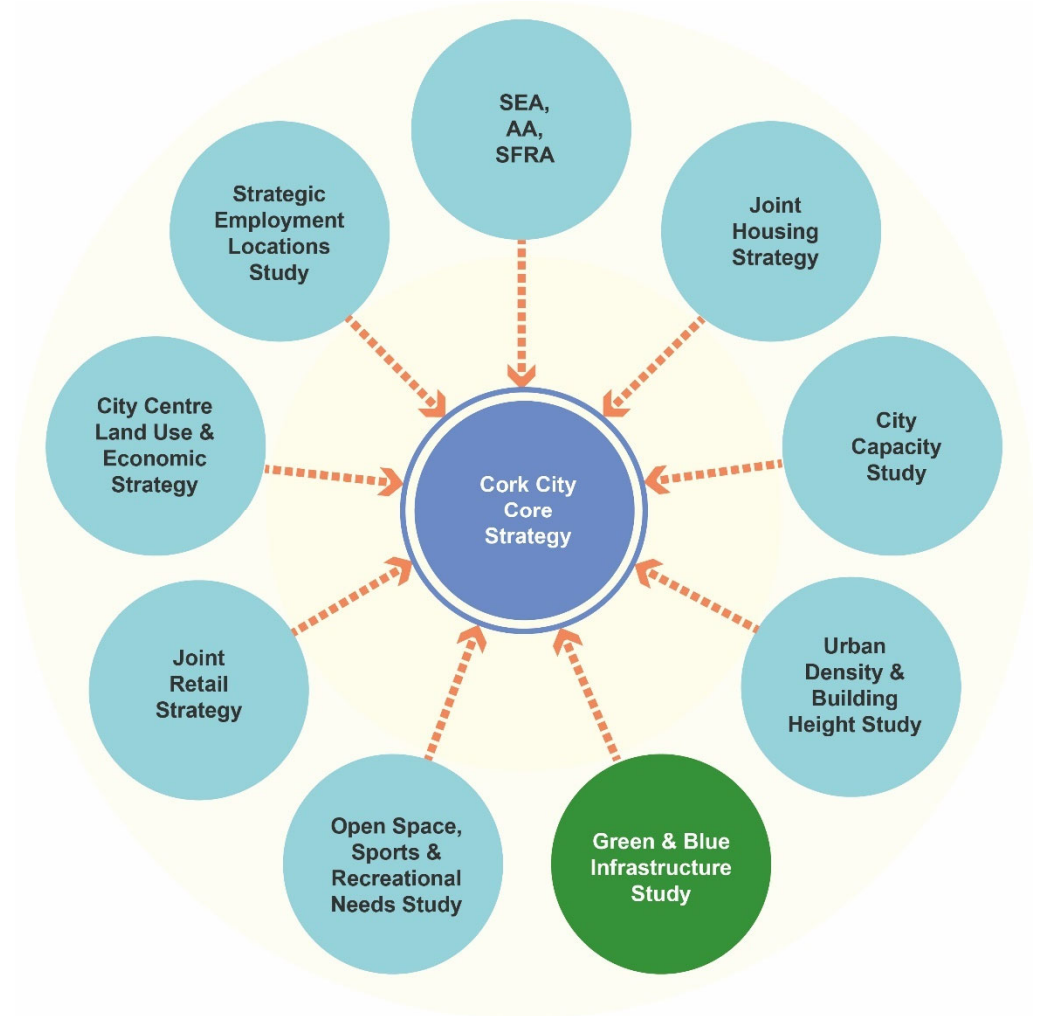 SEA,
AA,
SFRA
Joint
Housing
Strategy
City
Capacity
Study
Urban
Density &
Building
Height Study
Green & Blue
Infrastructure
Study
Open Space,
Sports &
Recreational
Needs Study
Joint
Retail
Strategy
City Centre
Land Use &
Economic
Strategy
Strategic
Employment
Locations
Study
Cork City
Core
Strategy